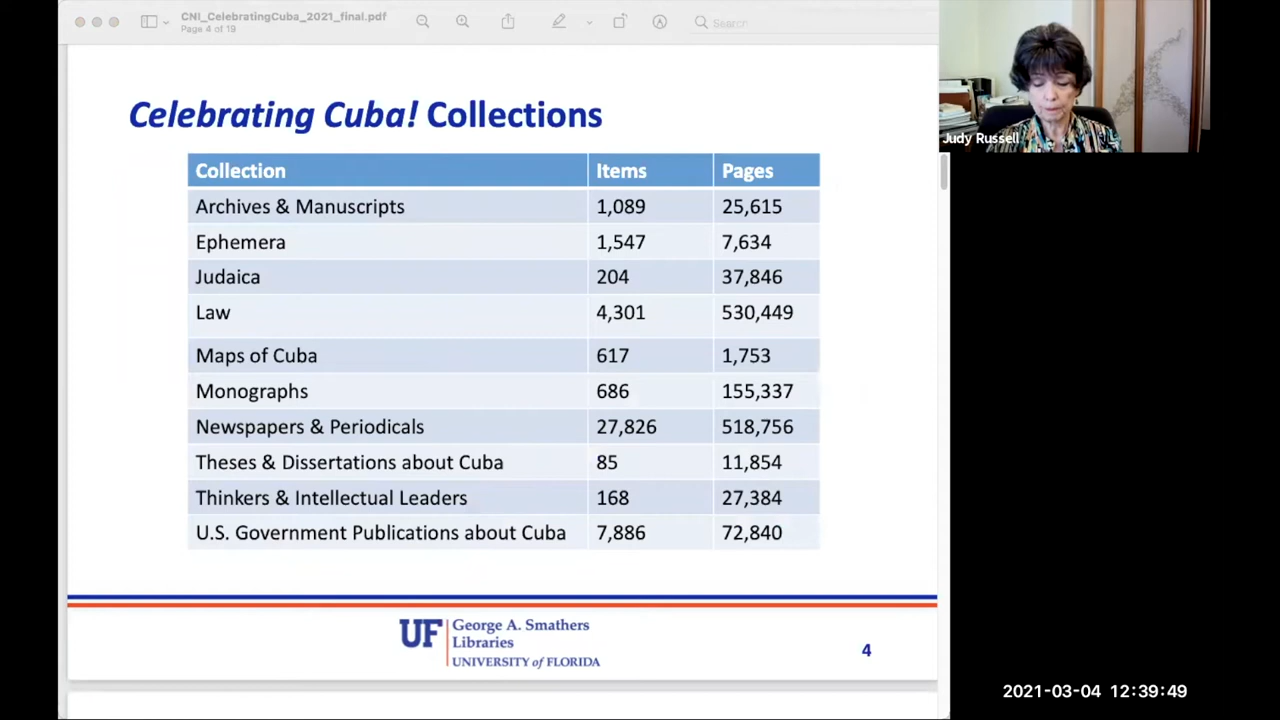 CNI_CelebratingCuba_2021_final.pdf
Page 4 of 19
Search
Judy Russell
Celebrating Cuba! Collections
Collection Items Pages
Archives & Manuscripts 1,089 25,615
Ephemera 1,547 7,634
Judaica 204 37,846
Law 4,301 530,449
Maps of Cuba 617 1,753
Monographs 686 155,337
Newspapers & Periodicals 27,826 518,756
Theses & Dissertations about Cuba 85 11,854
Thinkers & Intellectual Leaders 168 27,384
U.S. Government Publications about Cuba 7,886 72,840
UF George A. Smathers
Libraries
UNIVERSITY of FLORIDA
4
2021-03-04 12:39:49